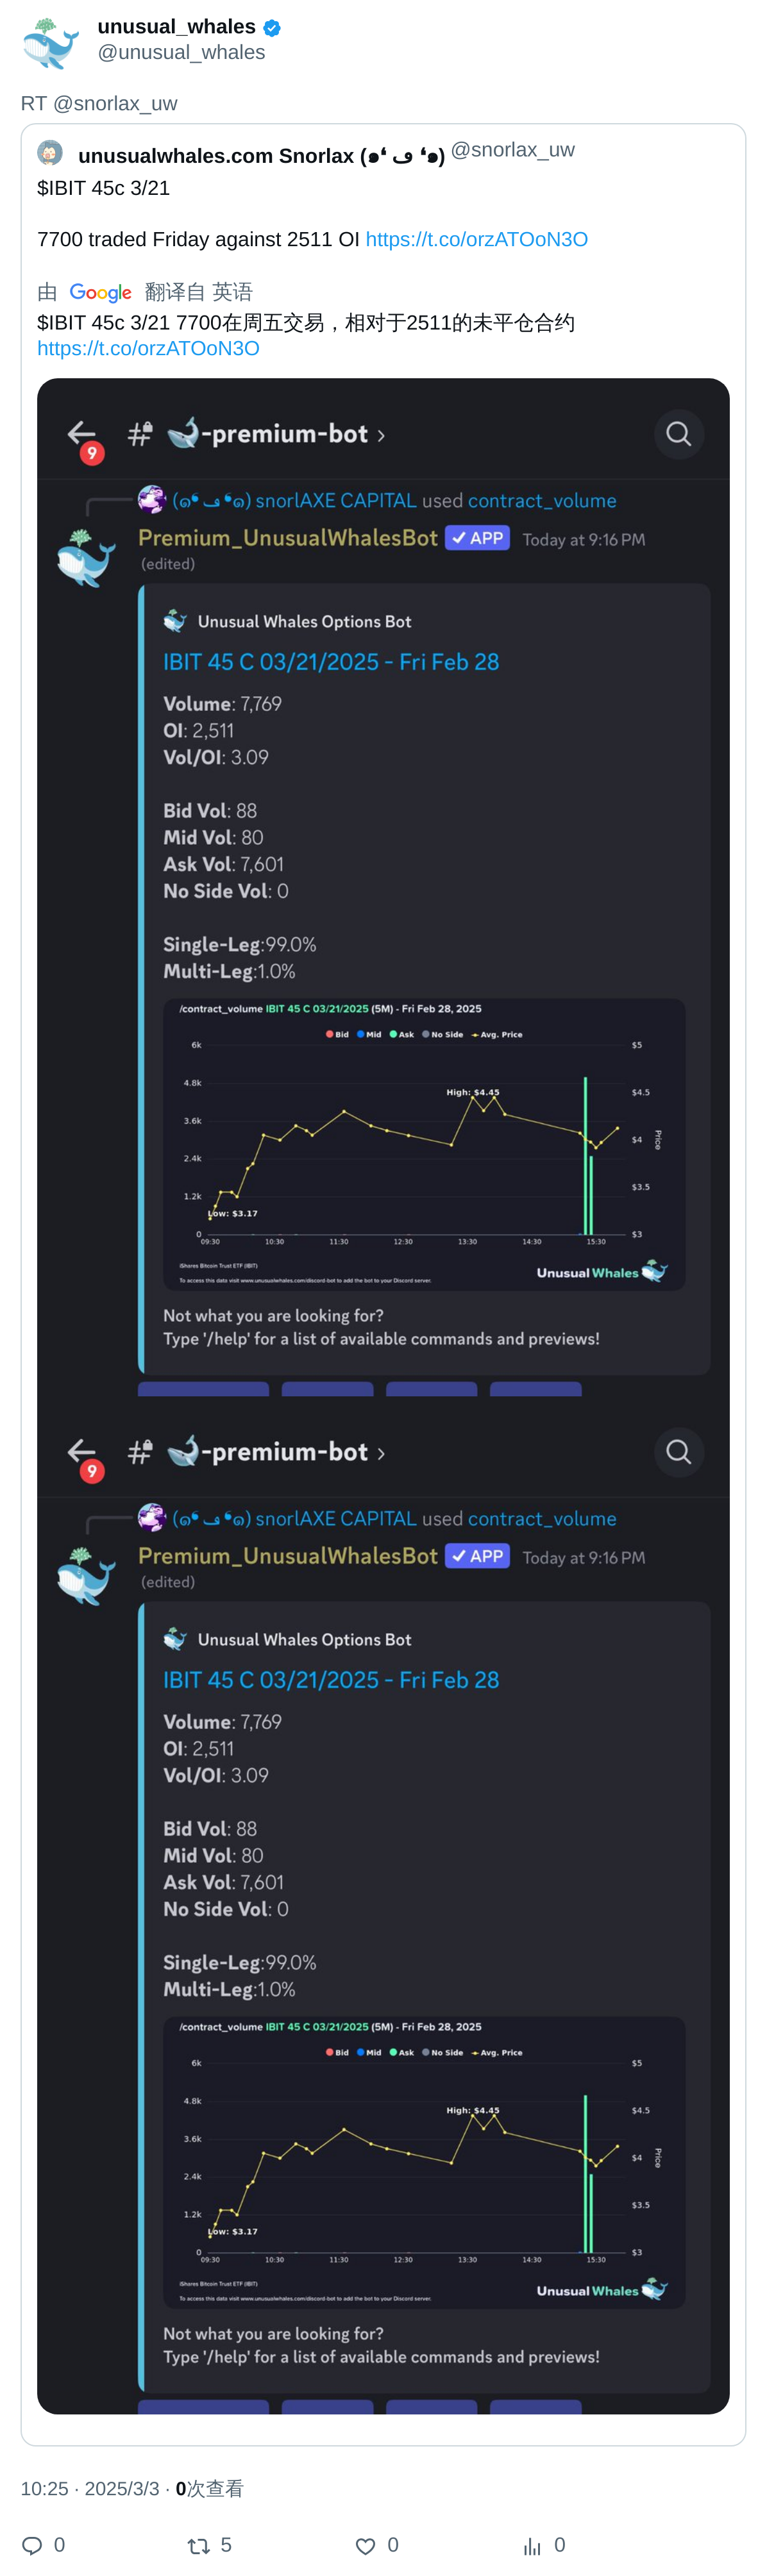 unusual_whales
@unusual_whales
RT @snorlax_uw
unusualwhales.com Snorlax (๑❛ ڡ ❛๑) @snorlax_uw
$IBIT 45c 3/21
7700 traded Friday against 2511 OI https://t.co/orzATOoN3O
由 Google 翻译自 英语
$IBIT 45c 3/21 7700在周五交易，相对于2511的未平仓合约
https://t.co/orzATOoN3O
9
# -premium-bot ›
(๑❛ ڡ ❛๑) snorlAXE CAPITAL used contract_volume
Premium_UnusualWhalesBot ✓ APP Today at 9:16 PM
(edited)
Unusual Whales Options Bot
IBIT 45 C 03/21/2025 - Fri Feb 28
Volume: 7,769
OI: 2,511
Vol/OI: 3.09
Bid Vol: 88
Mid Vol: 80
Ask Vol: 7,601
No Side Vol: 0
Single-Leg:99.0%
Multi-Leg:1.0%
/contract_volume IBIT 45 C 03/21/2025 (5M) - Fri Feb 28, 2025
Bid Mid Ask No Side Avg. Price
6k $5
4.8k High: $4.45 $4.5
3.6k $4 Price
2.4k
1.2k $3.5
Low: $3.17
0 $3
09:30 10:30 11:30 12:30 13:30 14:30 15:30
iShares Bitcoin Trust ETF (IBIT)
To access this data visit www.unusualwhales.com/discord-bot to add the bot to your Discord server.
Unusual Whales
Not what you are looking for?
Type '/help' for a list of available commands and previews!
9
# -premium-bot ›
(๑❛ ڡ ❛๑) snorlAXE CAPITAL used contract_volume
Premium_UnusualWhalesBot ✓ APP Today at 9:16 PM
(edited)
Unusual Whales Options Bot
IBIT 45 C 03/21/2025 - Fri Feb 28
Volume: 7,769
OI: 2,511
Vol/OI: 3.09
Bid Vol: 88
Mid Vol: 80
Ask Vol: 7,601
No Side Vol: 0
Single-Leg:99.0%
Multi-Leg:1.0%
/contract_volume IBIT 45 C 03/21/2025 (5M) - Fri Feb 28, 2025
Bid Mid Ask No Side Avg. Price
6k $5
4.8k High: $4.45 $4.5
3.6k $4 Price
2.4k
1.2k $3.5
Low: $3.17
0 $3
09:30 10:30 11:30 12:30 13:30 14:30 15:30
iShares Bitcoin Trust ETF (IBIT)
To access this data visit www.unusualwhales.com/discord-bot to add the bot to your Discord server.
Unusual Whales
Not what you are looking for?
Type '/help' for a list of available commands and previews!
10:25 · 2025/3/3 · 0次查看
0 5 0 0